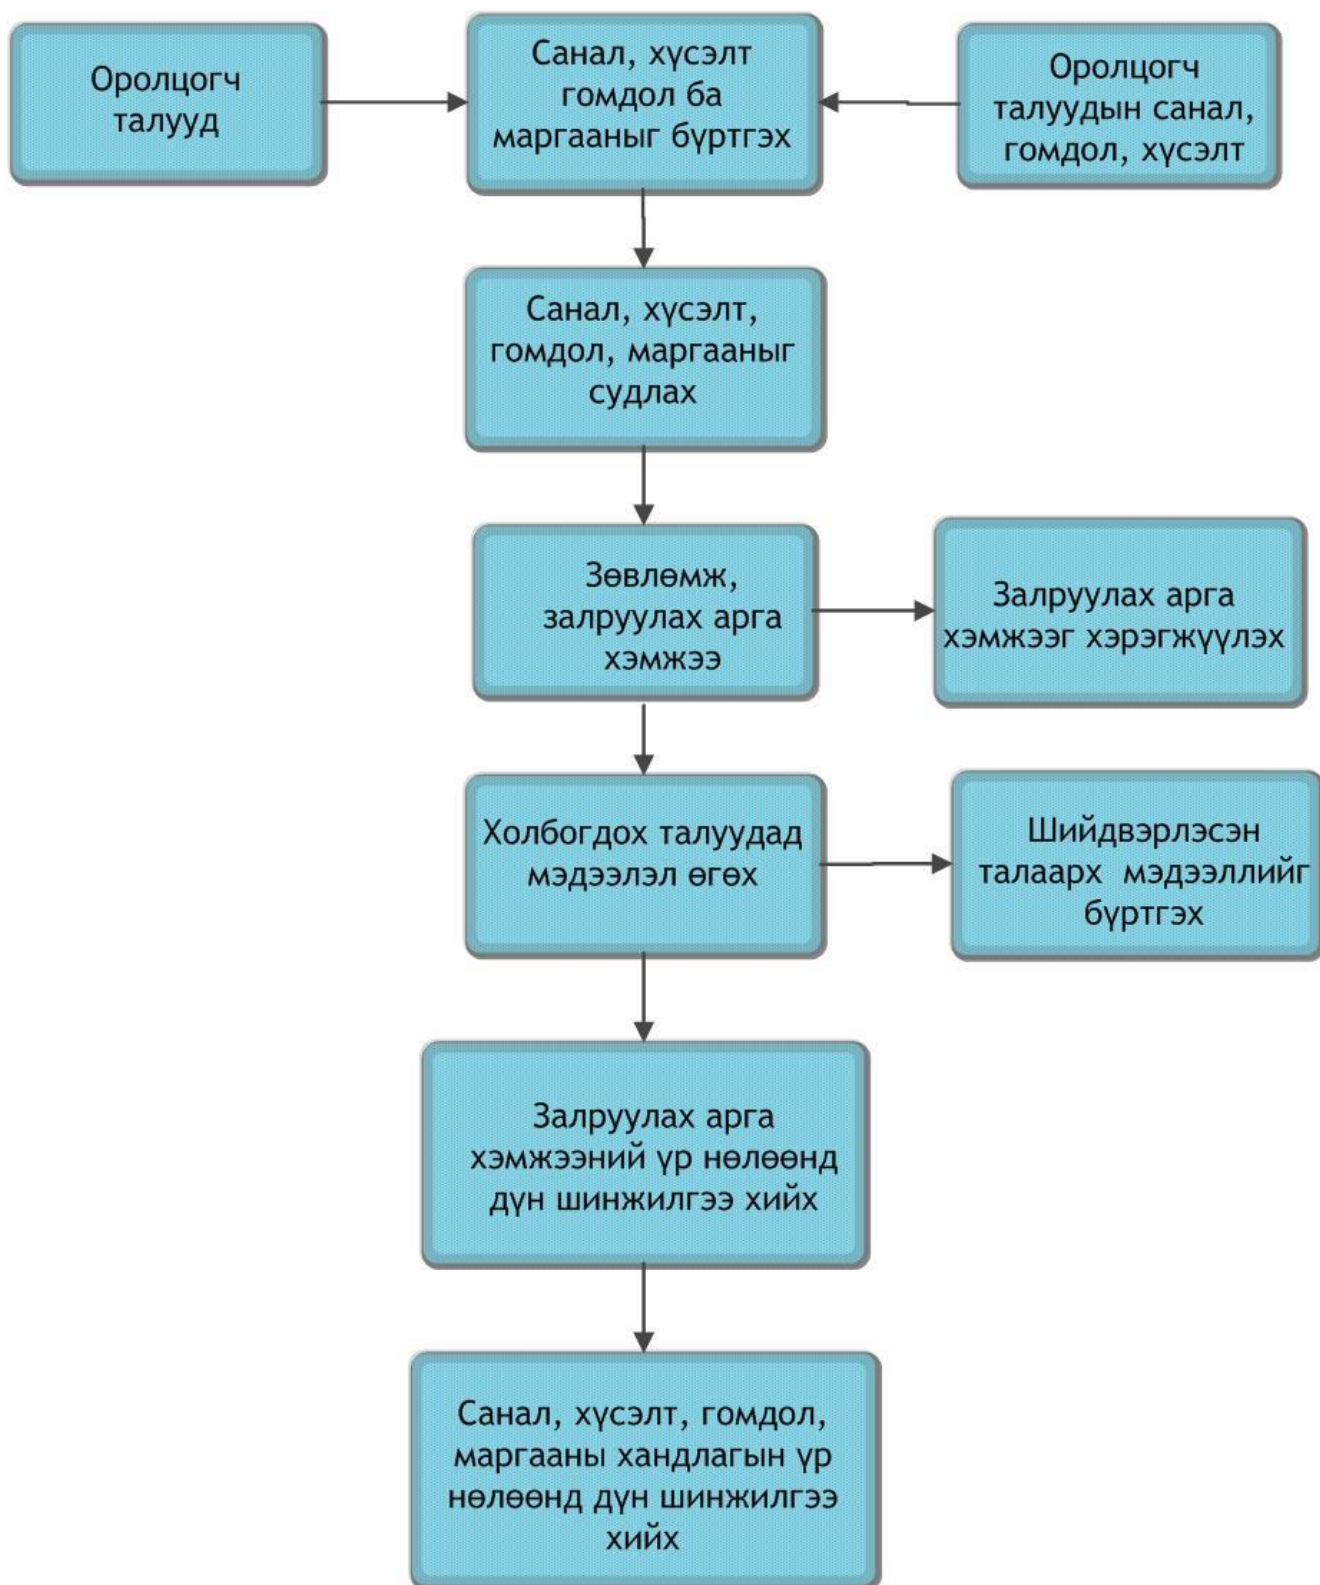 Оролцогч
талууд
Санал, хүсэлт
гомдол ба
маргааныг бүртгэх
Оролцогч
талуудын санал,
гомдол, хүсэлт
Санал, хүсэлт,
гомдол, маргааныг
судлах
Зөвлөмж,
залруулах арга
хэмжээ
Залруулах арга
хэмжээг хэрэгжүүлэх
Холбогдох талуудад
мэдээлэл өгөх
Шийдвэрлэсэн
талаарх мэдээллийг
бүртгэх
Залруулах арга
хэмжээний үр нөлөөнд
дүн шинжилгээ хийх
Санал, хүсэлт, гомдол,
маргааны хандлагын үр
нөлөөнд дүн шинжилгээ
хийх